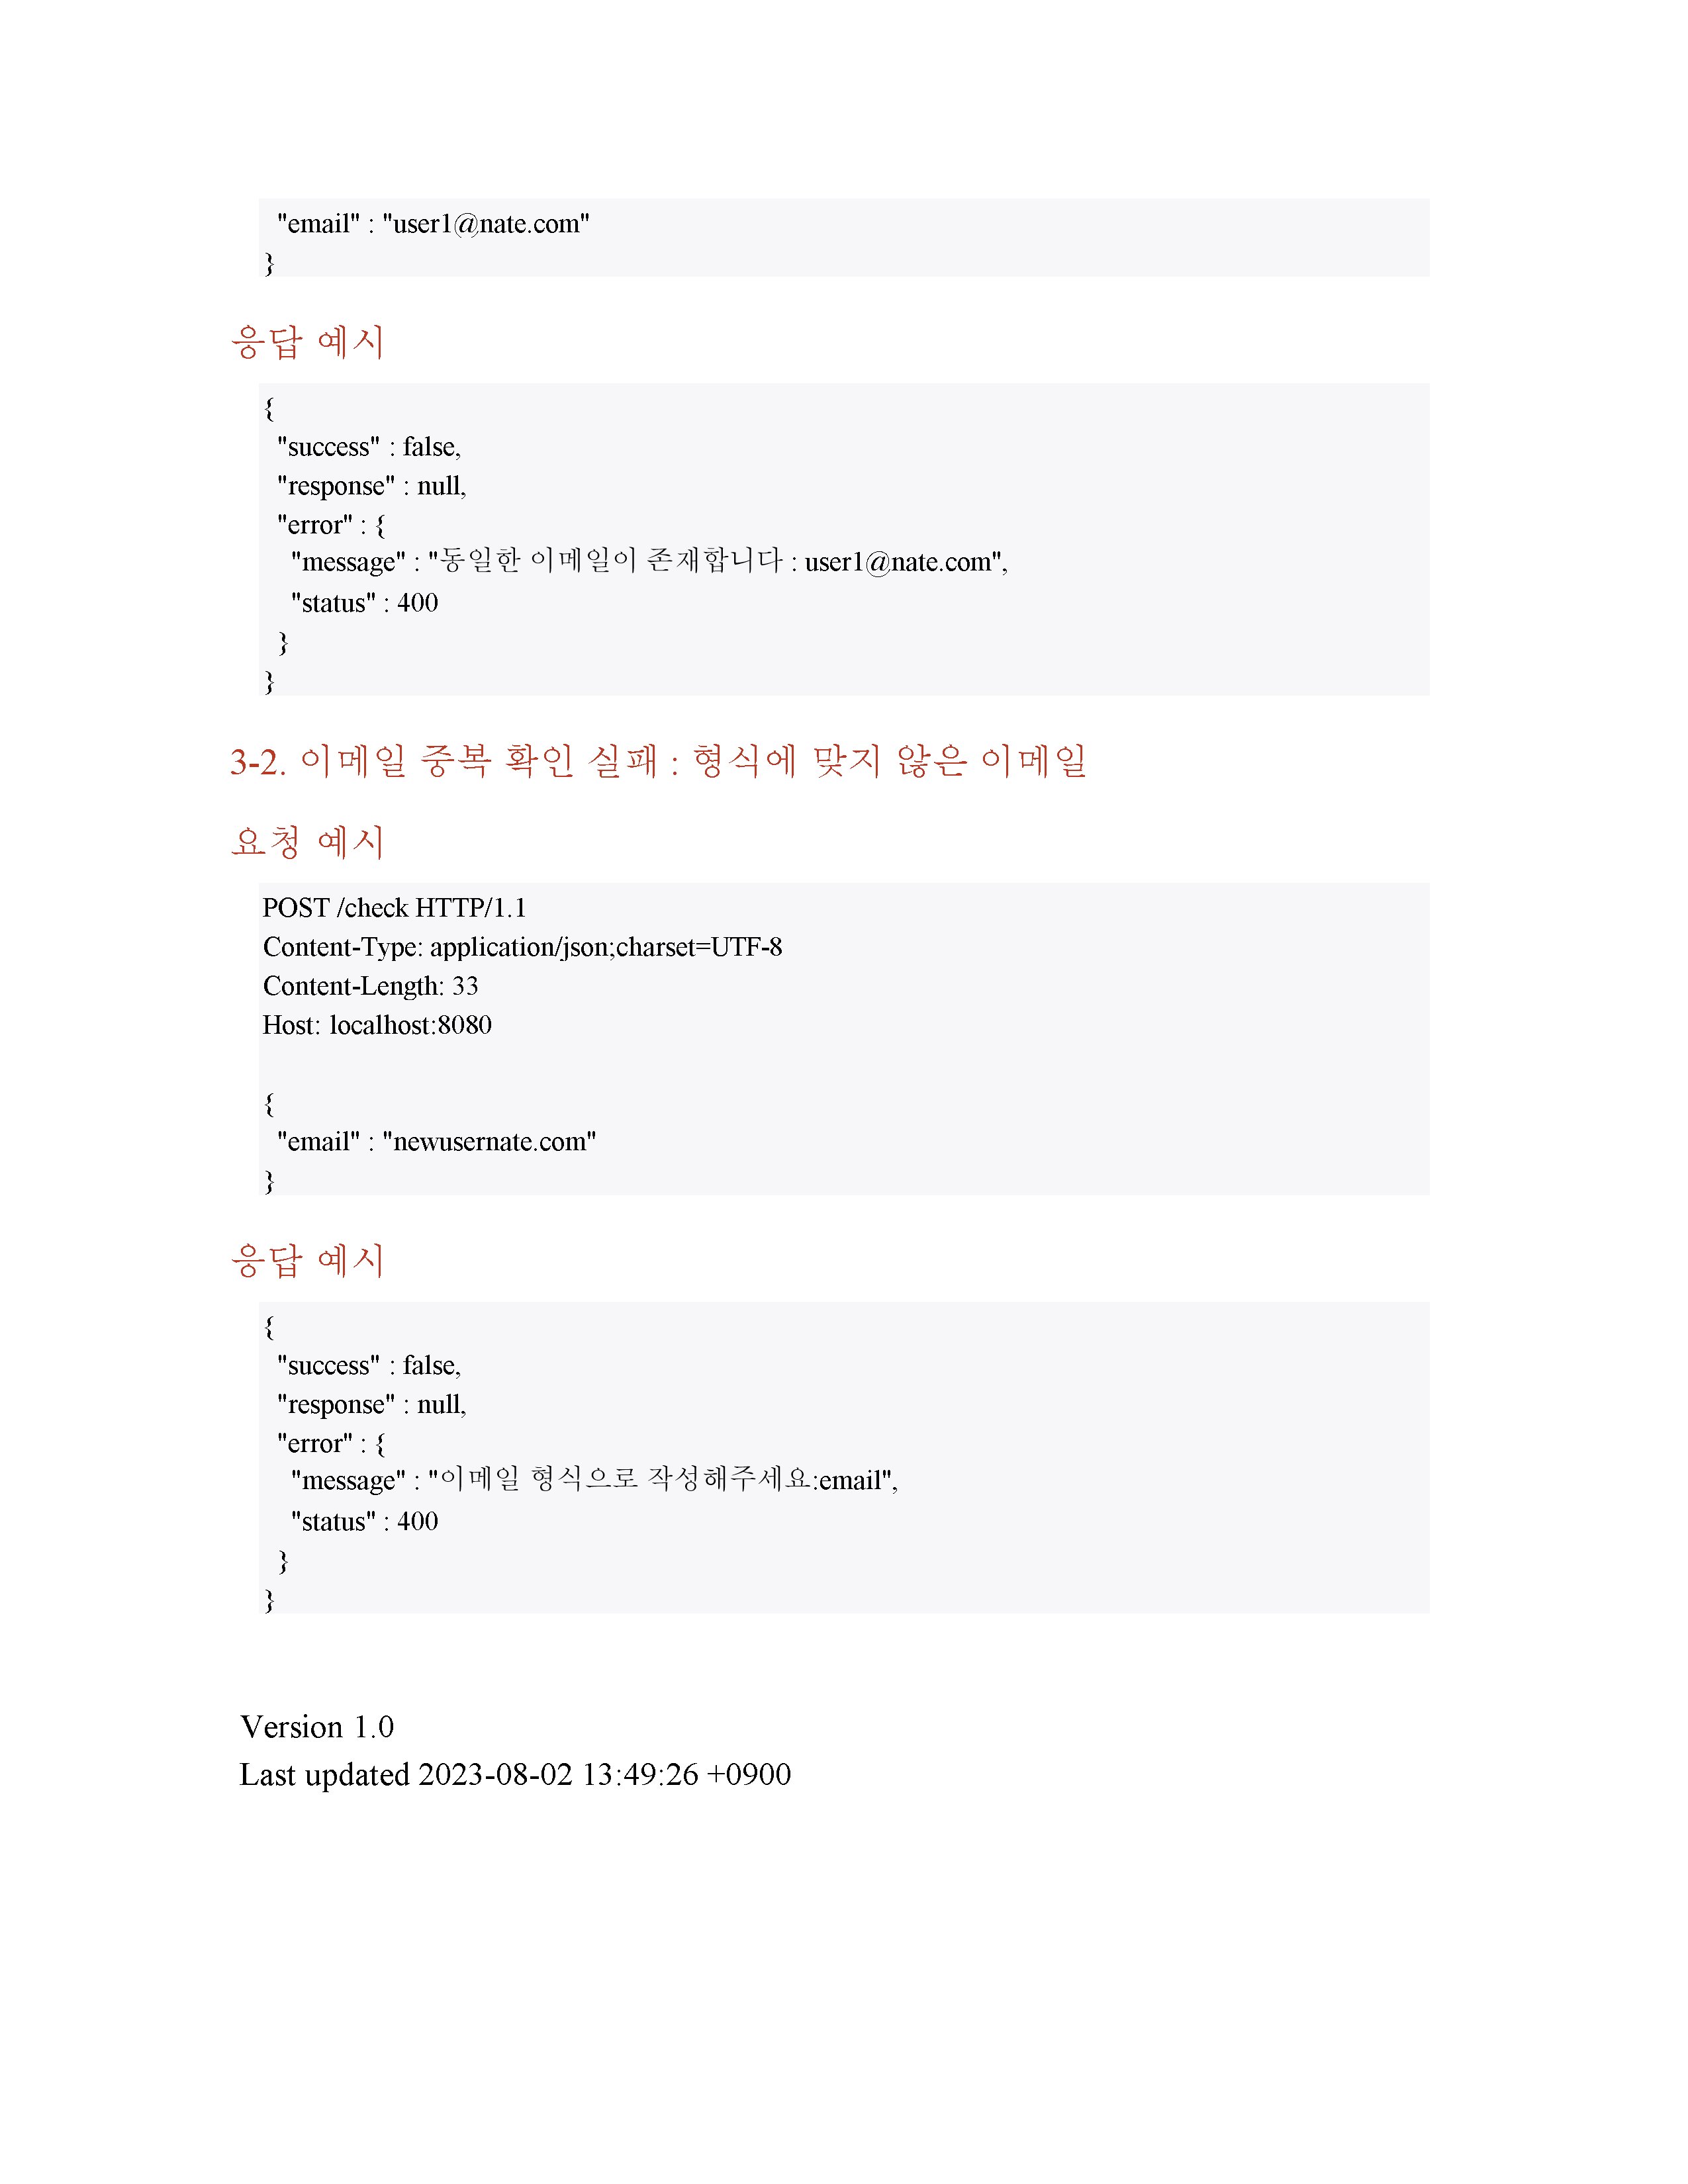 "email" : "user1@nate.com"
}
응답 예시
{
"success" : false,
"response" : null,
"error" : {
"message" : "동일한 이메일이 존재합니다 : user1@nate.com",
"status" : 400
}
}
3-2. 이메일 중복 확인 실패 : 형식에 맞지 않은 이메일
요청 예시
POST /check HTTP/1.1
Content-Type: application/json;charset=UTF-8
Content-Length: 33
Host: localhost:8080
{
"email" : "newusernate.com"
}
응답 예시
{
"success" : false,
"response" : null,
"error" : {
"message" : "이메일 형식으로 작성해주세요:email",
"status" : 400
}
}
Version 1.0
Last updated 2023-08-02 13:49:26 +0900